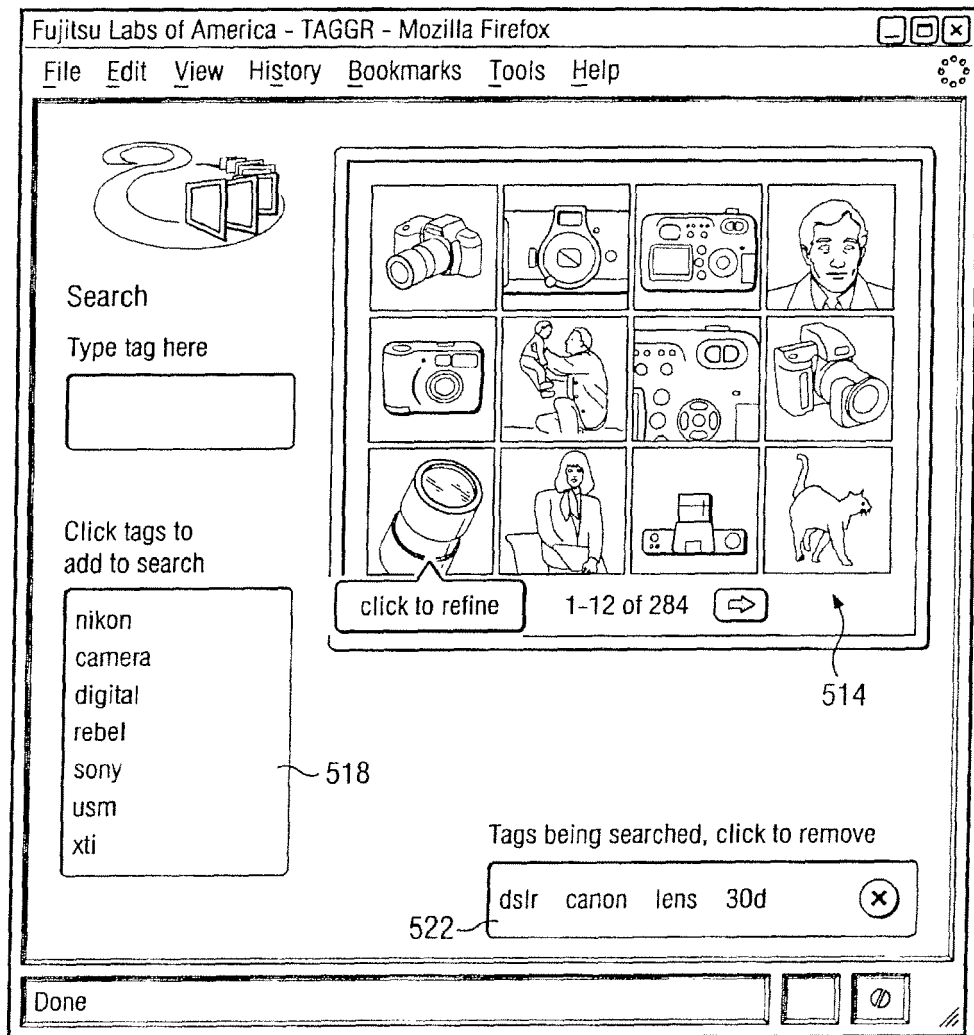 Fujitsu Labs of America - TAGGR - Mozilla Firefox
File Edit View History Bookmarks Tools Help
Search
Type tag here
Click tags to
add to search
nikon
camera
digital
rebel
sony
usm
xti
518
click to refine
1-12 of 284
514
Tags being searched, click to remove
dslr canon lens 30d
522
Done